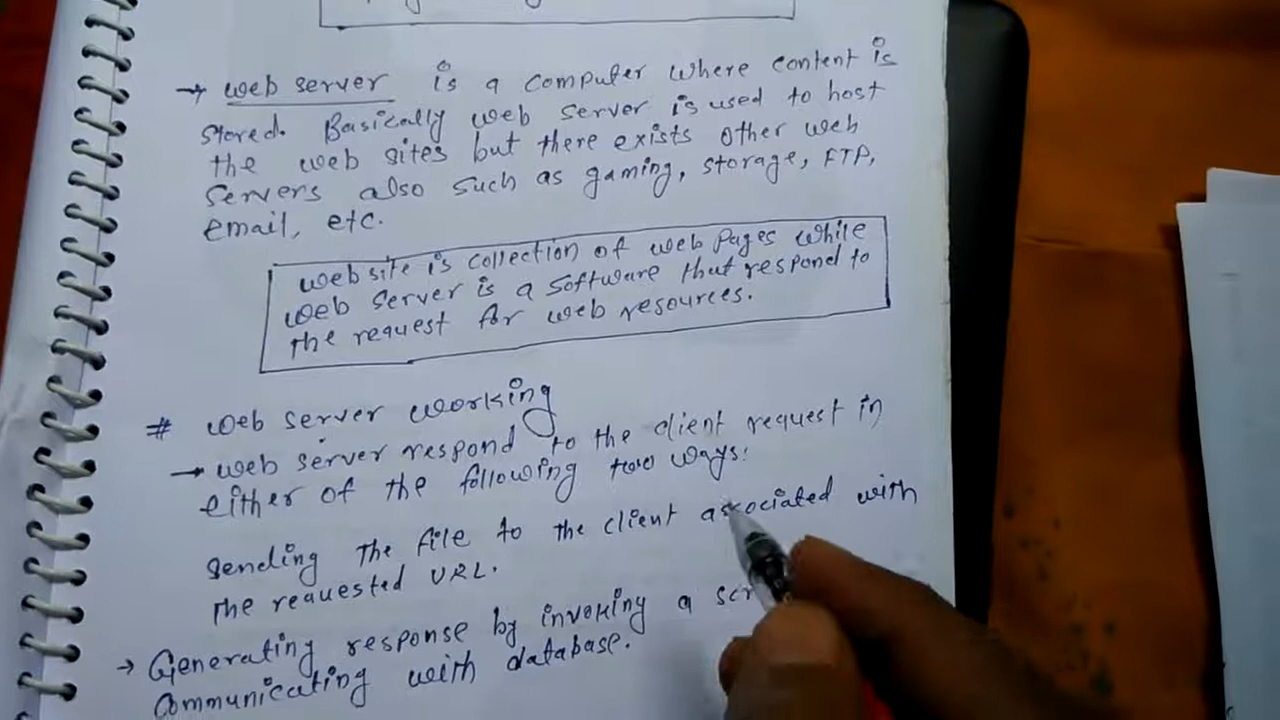 → web server is a computer where content is
stored. Basically web server is used to host
the web sites but there exists other web
servers also such as gaming, storage, FTP,
email, etc.
website is collection of web pages while
web server is a software that respond to
the request for web resources.
# web server working
→ web server respond to the client request in
either of the following two ways:
sending the file to the client associated with
the requested URL.
→ Generating response by invoking a
communicating with database.